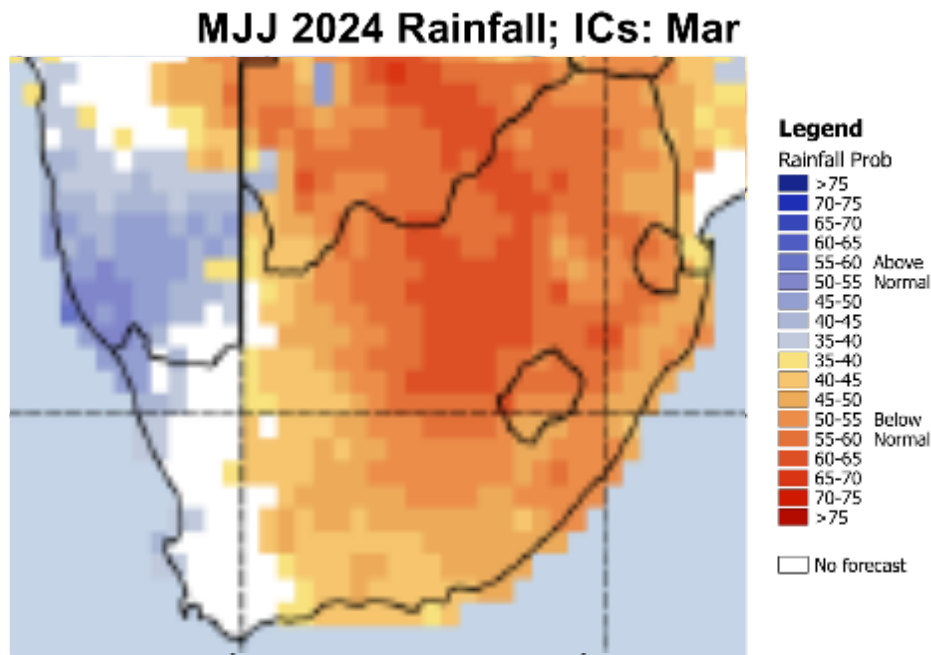 MJJ 2024 Rainfall; ICs: Mar
Legend
Rainfall Prob
>75
70-75
65-70
60-65
55-60 Above
50-55 Normal
45-50
40-45
35-40
35-40
40-45
45-50
50-55 Below
55-60 Normal
60-65
65-70
70-75
>75
No forecast